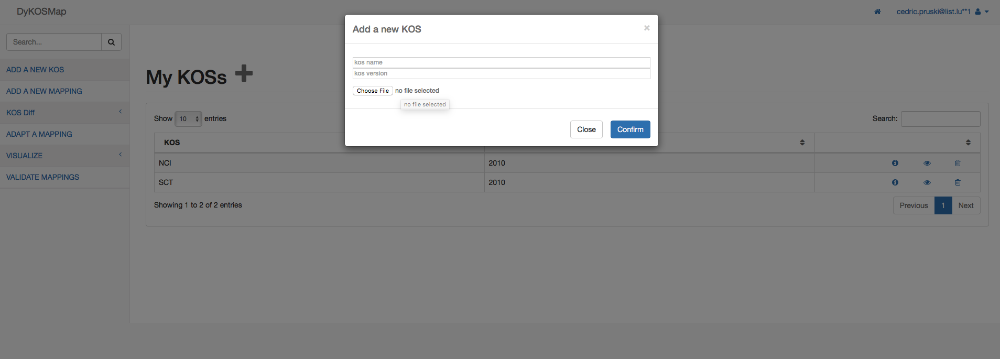 DyKOSMap
cedric.pruski@list.lu**1
Add a new KOS
×
Search...
kos name
kos version
Choose File no file selected
no file selected
Close Confirm
ADD A NEW KOS
ADD A NEW MAPPING
KOS Diff
ADAPT A MAPPING
VISUALIZE
VALIDATE MAPPINGS
My KOSs
Show 10 entries
Search:
KOS
NCI 2010
SCT 2010
Showing 1 to 2 of 2 entries
Previous 1 Next